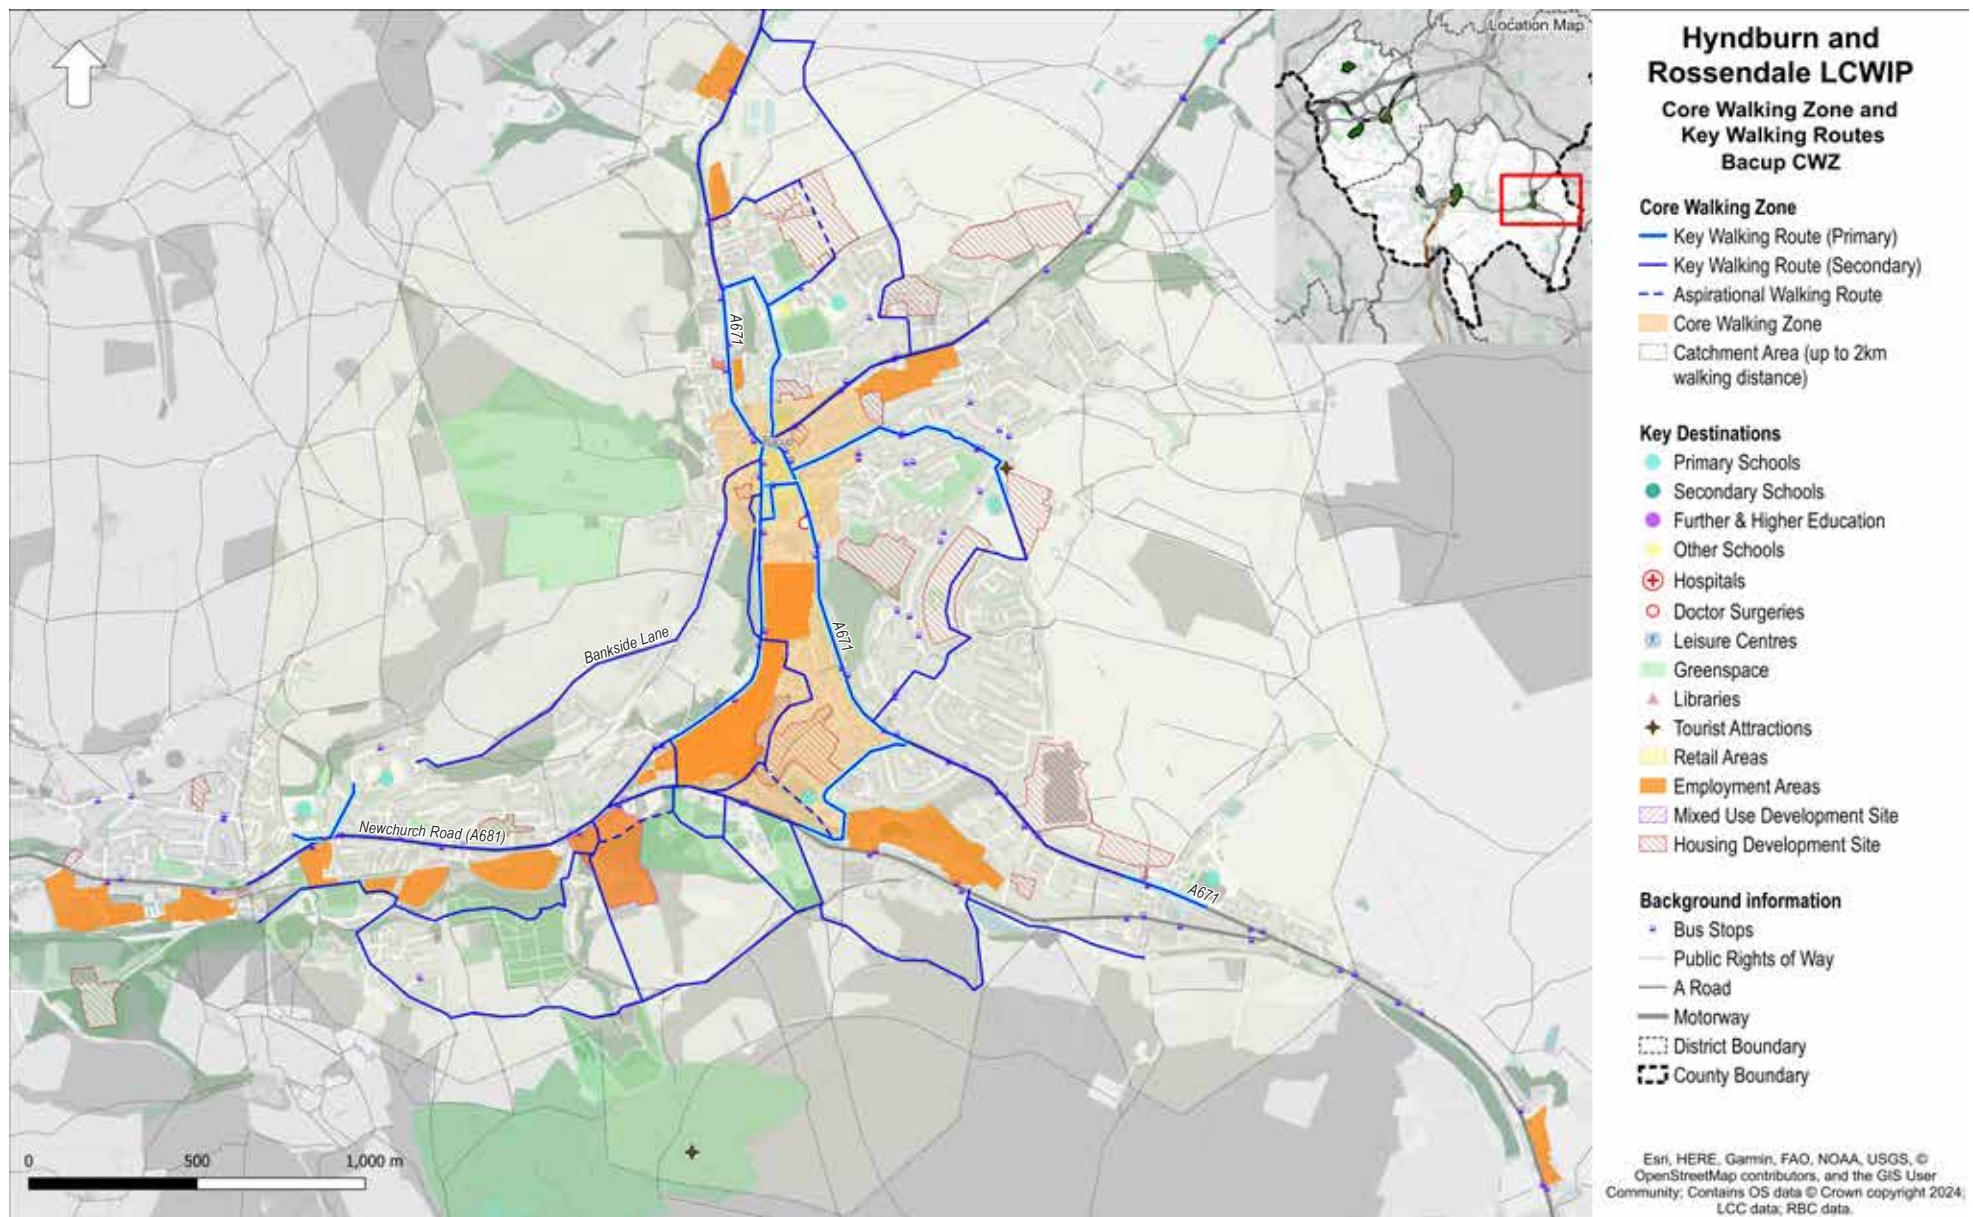 Location Map
Hyndburn and
Rossendale LCWIP
Core Walking Zone and
Key Walking Routes
Bacup CWZ
Core Walking Zone
Key Walking Route (Primary)
Key Walking Route (Secondary)
Aspirational Walking Route
Core Walking Zone
Catchment Area (up to 2km
walking distance)
Key Destinations
Primary Schools
Secondary Schools
Further & Higher Education
Other Schools
Hospitals
Doctor Surgeries
Leisure Centres
Greenspace
Libraries
Tourist Attractions
Retail Areas
Employment Areas
Mixed Use Development Site
Housing Development Site
Background information
Bus Stops
Public Rights of Way
A Road
Motorway
District Boundary
County Boundary
Esri, HERE, Garmin, FAO, NOAA, USGS, ©
OpenStreetMap contributors, and the GIS User
Community; Contains OS data © Crown copyright 2024;
LCC data; RBC data.
A671
Bacup
A671
Bankside Lane
Newchurch Road (A681)
A671
0 500 1,000 m